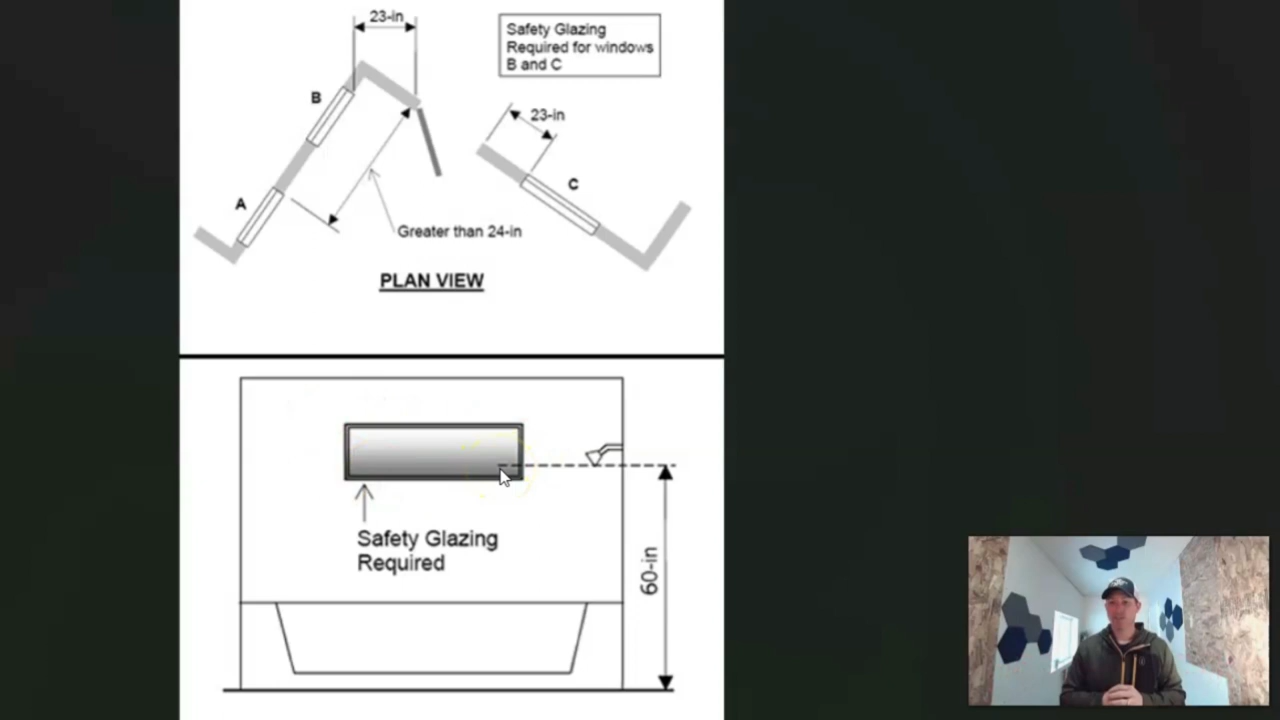 23-in
Safety Glazing
Required for windows
B and C
B
23-in
C
A
Greater than 24-in
PLAN VIEW
Safety Glazing
Required
60-in